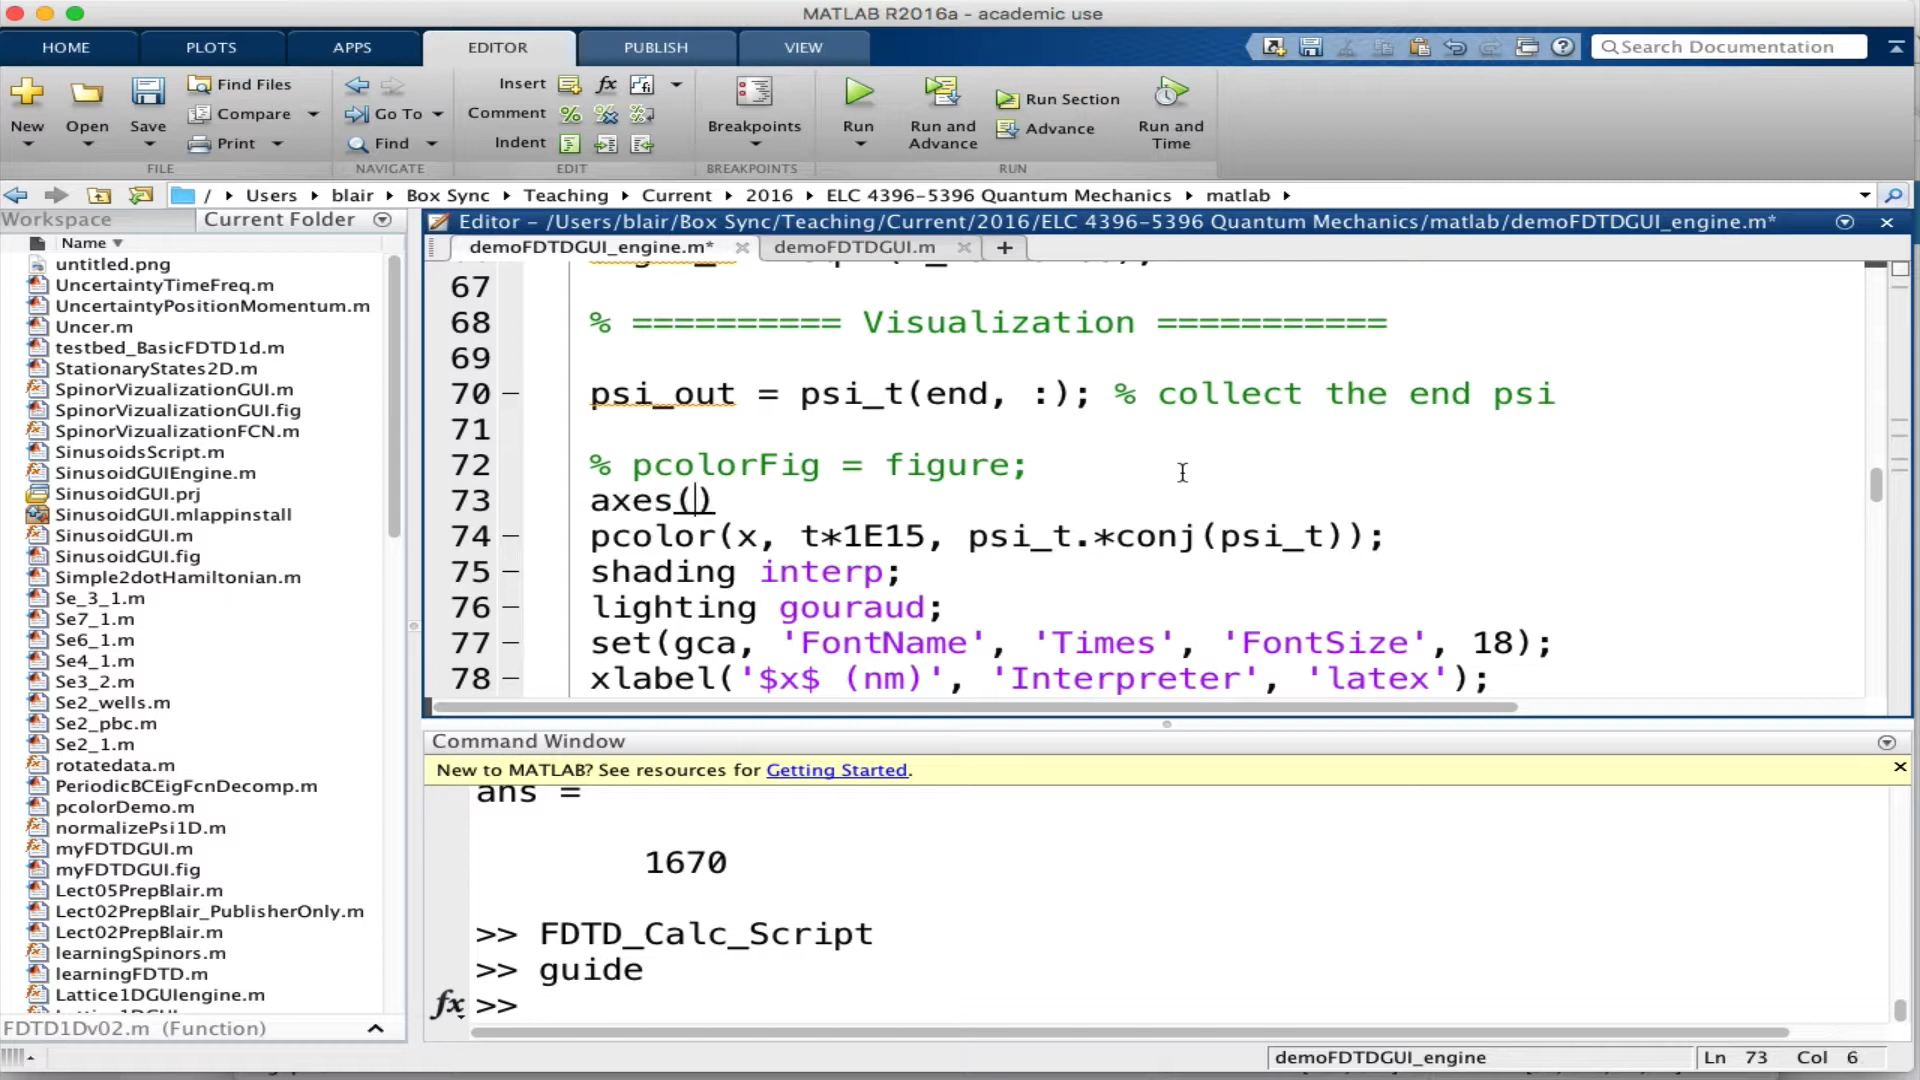 MATLAB R2016a - academic use
HOME PLOTS APPS EDITOR PUBLISH VIEW
Search Documentation
New Open Save Find Files Compare Print
Go To Find
Insert fx
Comment
Indent
Breakpoints
Run
Run and Advance
Run Section
Advance
Run and Time
FILE NAVIGATE EDIT BREAKPOINTS RUN
/ Users blair Box Sync Teaching Current 2016 ELC 4396-5396 Quantum Mechanics matlab
Workspace Current Folder
Name
untitled.png
UncertaintyTimeFreq.m
UncertaintyPositionMomentum.m
Uncer.m
testbed_BasicFDTD1d.m
StationaryStates2D.m
SpinorVizualizationGUI.m
SpinorVizualizationGUI.fig
SpinorVizualizationFCN.m
SinusoidsScript.m
SinusoidGUIEngine.m
SinusoidGUI.prj
SinusoidGUI.mlappinstall
SinusoidGUI.m
SinusoidGUI.fig
Simple2dotHamiltonian.m
Se_3_1.m
Se7_1.m
Se6_1.m
Se4_1.m
Se3_2.m
Se2_wells.m
Se2_pbc.m
Se2_1.m
rotatedata.m
PeriodicBCEigFcnDecomp.m
pcolorDemo.m
normalizePsi1D.m
myFDTDGUI.m
myFDTDGUI.fig
Lect05PrepBlair.m
Lect02PrepBlair_PublisherOnly.m
Lect02PrepBlair.m
learningSpinors.m
learningFDTD.m
Lattice1DGUIengine.m
FDTD1Dv02.m (Function)
Editor - /Users/blair/Box Sync/Teaching/Current/2016/ELC 4396-5396 Quantum Mechanics/matlab/demoFDTDGUI_engine.m*
demoFDTDGUI_engine.m* demoFDTDGUI.m
67
68 % ========== Visualization ===========
69
70 psi_out = psi_t(end, :); % collect the end psi
71
72 % pcolorFig = figure;
73 axes()
74 pcolor(x, t*1E15, psi_t.*conj(psi_t));
75 shading interp;
76 lighting gouraud;
77 set(gca, 'FontName', 'Times', 'FontSize', 18);
78 xlabel('$x$ (nm)', 'Interpreter', 'latex');
Command Window
New to MATLAB? See resources for Getting Started.
ans =
1670
>> FDTD_Calc_Script
>> guide
fx >>
demoFDTDGUI_engine Ln 73 Col 6